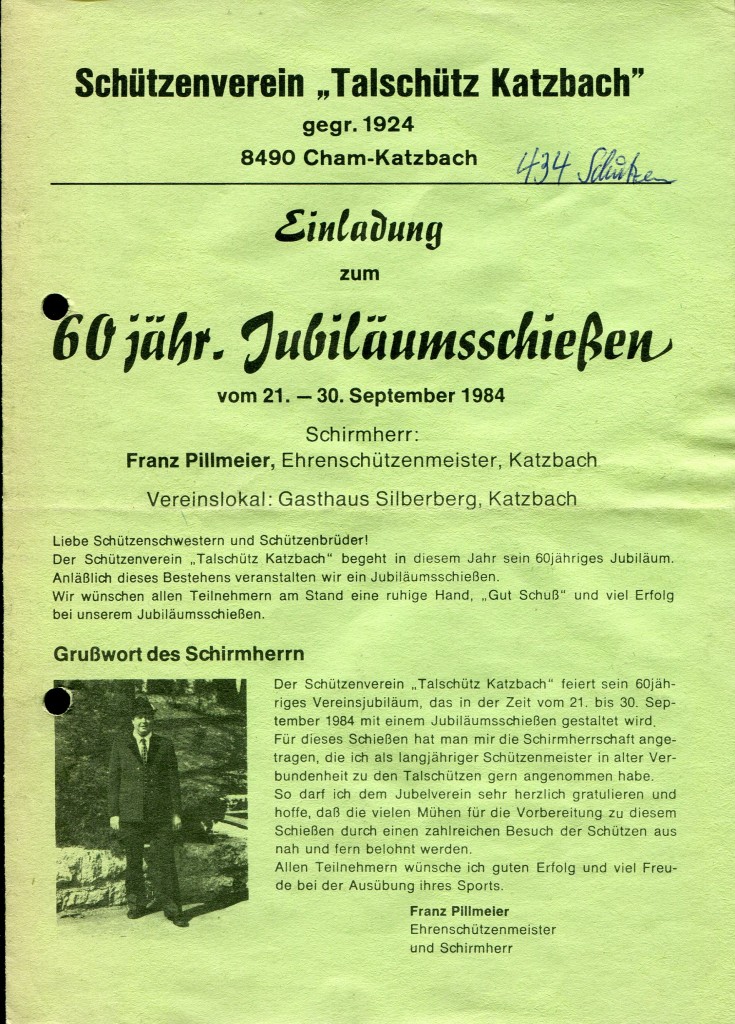 Schützenverein „Talschütz Katzbach”
gegr. 1924
8490 Cham-Katzbach
434 Schützen
Einladung
zum
60 jähr. Jubiläumsschießen
vom 21. — 30. September 1984
Schirmherr:
Franz Pillmeier, Ehrenschützenmeister, Katzbach
Vereinslokal: Gasthaus Silberberg, Katzbach
Liebe Schützenschwestern und Schützenbrüder!
Der Schützenverein „Talschütz Katzbach“ begeht in diesem Jahr sein 60jähriges Jubiläum.
Anläßlich dieses Bestehens veranstalten wir ein Jubiläumsschießen.
Wir wünschen allen Teilnehmern am Stand eine ruhige Hand, „Gut Schuß“ und viel Erfolg
bei unserem Jubiläumsschießen.
Grußwort des Schirmherrn
Der Schützenverein „Talschütz Katzbach“ feiert sein 60jäh-
riges Vereinsjubiläum, das in der Zeit vom 21. bis 30. Sep-
tember 1984 mit einem Jubiläumsschießen gestaltet wird.
Für dieses Schießen hat man mir die Schirmherrschaft ange-
tragen, die ich als langjähriger Schützenmeister in alter Ver-
bundenheit zu den Talschützen gern angenommen habe.
So darf ich dem Jubelverein sehr herzlich gratulieren und
hoffe, daß die vielen Mühen für die Vorbereitung zu diesem
Schießen durch einen zahlreichen Besuch der Schützen aus
nah und fern belohnt werden.
Allen Teilnehmern wünsche ich guten Erfolg und viel Freu-
de bei der Ausübung ihres Sports.
Franz Pillmeier
Ehrenschützenmeister
und Schirmherr